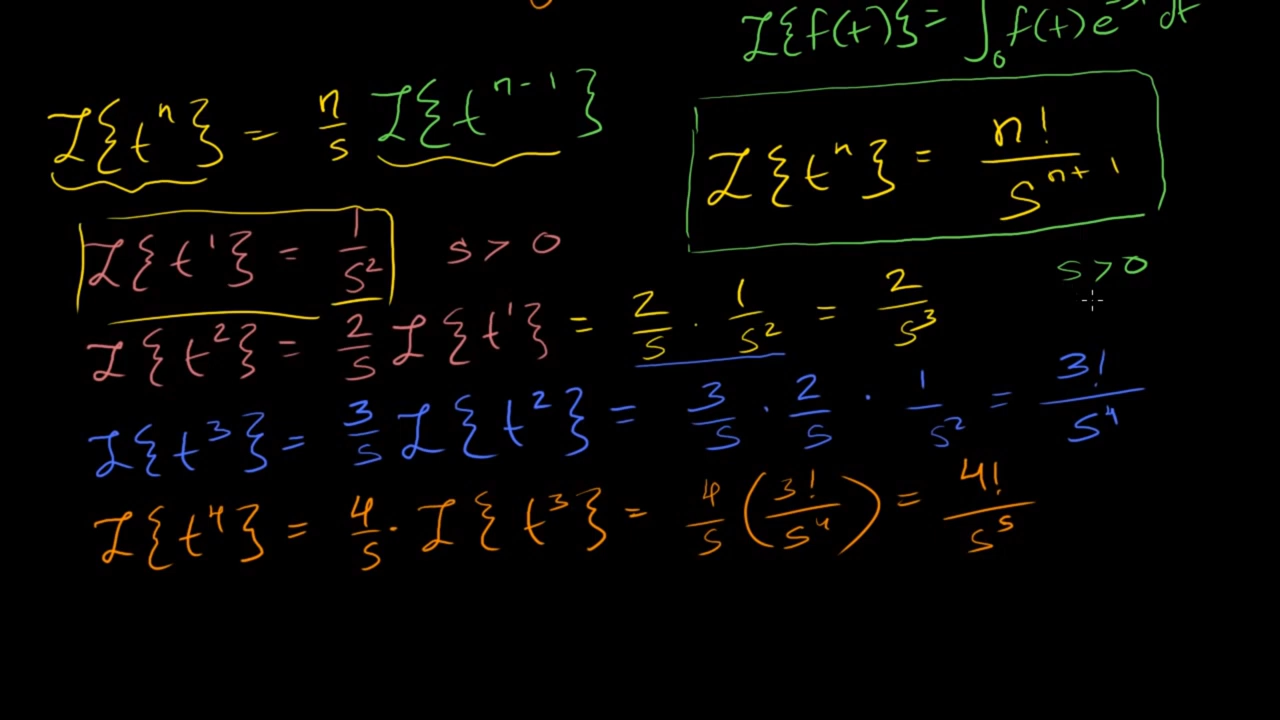 ℒ{f(t)} = ∫₀ f(t) e^-st dt
ℒ{tⁿ} = n/s ℒ{tⁿ⁻¹}
ℒ{tⁿ} = n!/sⁿ⁺¹
ℒ{t¹} = 1/s² s > 0
s > 0
ℒ{t²} = 2/s ℒ{t¹} = 2/s · 1/s² = 2/s³
ℒ{t³} = 3/s ℒ{t²} = 3/s · 2/s · 1/s² = 3!/s⁴
ℒ{t⁴} = 4/s · ℒ{t³} = 4/s (3!/s⁴) = 4!/s⁵